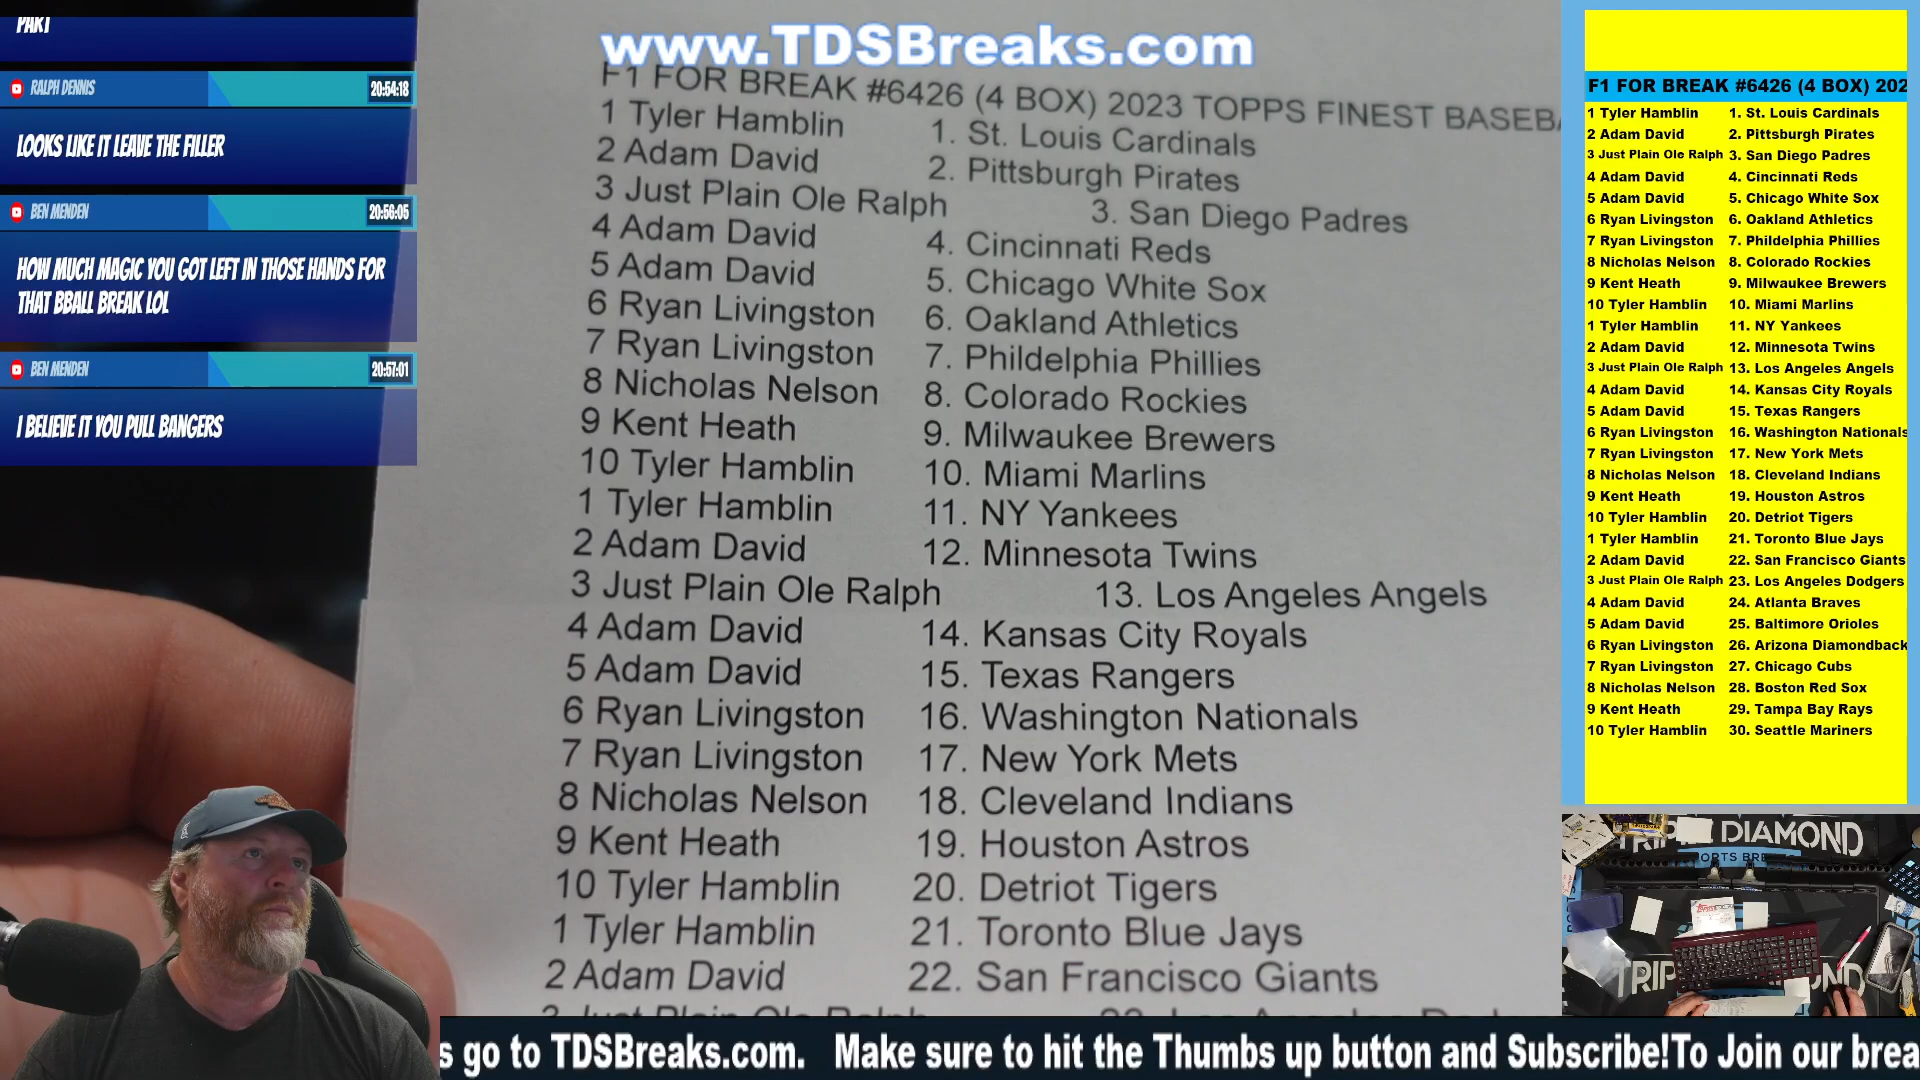 PART
RALPH DENNIS
20:54:18
LOOKS LIKE IT LEAVE THE FILLER
BEN MENDEN
20:56:05
HOW MUCH MAGIC YOU GOT LEFT IN THOSE HANDS FOR
THAT BBALL BREAK LOL
BEN MENDEN
20:57:01
I BELIEVE IT YOU PULL BANGERS
www.TDSBreaks.com
F1 FOR BREAK #6426 (4 BOX) 2023 TOPPS FINEST
1 Tyler Hamblin 1. St. Louis Cardinals
2 Adam David 2. Pittsburgh Pirates
3 Just Plain Ole Ralph 3. San Diego Padres
4 Adam David 4. Cincinnati Reds
5 Adam David 5. Chicago White Sox
6 Ryan Livingston 6. Oakland Athletics
7 Ryan Livingston 7. Phildelphia Phillies
8 Nicholas Nelson 8. Colorado Rockies
9 Kent Heath 9. Milwaukee Brewers
10 Tyler Hamblin 10. Miami Marlins
1 Tyler Hamblin 11. NY Yankees
2 Adam David 12. Minnesota Twins
3 Just Plain Ole Ralph 13. Los Angeles Angels
4 Adam David 14. Kansas City Royals
5 Adam David 15. Texas Rangers
6 Ryan Livingston 16. Washington Nationals
7 Ryan Livingston 17. New York Mets
8 Nicholas Nelson 18. Cleveland Indians
9 Kent Heath 19. Houston Astros
10 Tyler Hamblin 20. Detriot Tigers
1 Tyler Hamblin 21. Toronto Blue Jays
2 Adam David 22. San Francisco Giants
F1 FOR BREAK #6426 (4 BOX) 202
1 Tyler Hamblin 1. St. Louis Cardinals
2 Adam David 2. Pittsburgh Pirates
3 Just Plain Ole Ralph 3. San Diego Padres
4 Adam David 4. Cincinnati Reds
5 Adam David 5. Chicago White Sox
6 Ryan Livingston 6. Oakland Athletics
7 Ryan Livingston 7. Phildelphia Phillies
8 Nicholas Nelson 8. Colorado Rockies
9 Kent Heath 9. Milwaukee Brewers
10 Tyler Hamblin 10. Miami Marlins
1 Tyler Hamblin 11. NY Yankees
2 Adam David 12. Minnesota Twins
3 Just Plain Ole Ralph 13. Los Angeles Angels
4 Adam David 14. Kansas City Royals
5 Adam David 15. Texas Rangers
6 Ryan Livingston 16. Washington Nationals
7 Ryan Livingston 17. New York Mets
8 Nicholas Nelson 18. Cleveland Indians
9 Kent Heath 19. Houston Astros
10 Tyler Hamblin 20. Detriot Tigers
1 Tyler Hamblin 21. Toronto Blue Jays
2 Adam David 22. San Francisco Giants
3 Just Plain Ole Ralph 23. Los Angeles Dodgers
4 Adam David 24. Atlanta Braves
5 Adam David 25. Baltimore Orioles
6 Ryan Livingston 26. Arizona Diamondback
7 Ryan Livingston 27. Chicago Cubs
8 Nicholas Nelson 28. Boston Red Sox
9 Kent Heath 29. Tampa Bay Rays
10 Tyler Hamblin 30. Seattle Mariners
DIAMOND
s go to TDSBreaks.com. Make sure to hit the Thumbs up button and Subscribe!To Join our brea